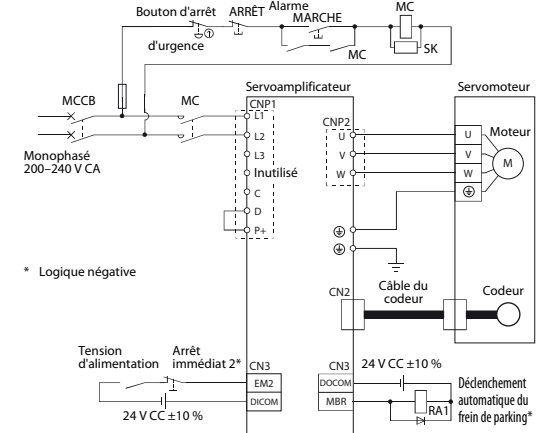 Bouton d'arrêt
d'urgence
ARRÊT
Alarme
MARCHE
MC
MC
SK
MCCB
MC
Monophasé
200–240 V CA
Servoamplificateur
CNP1
L1
L2
L3
Inutilisé
C
D
P+
CNP2
U
V
W
Servomoteur
U
V
W
Moteur
M
* Logique négative
CN2
Câble du
codeur
Codeur
Tension
d'alimentation
Arrêt
immédiat 2*
24 V CC ±10 %
CN3
EM2
DICOM
CN3
DOCOM
MBR
24 V CC ±10 %
RA1
Déclenchement
automatique du
frein de parking*